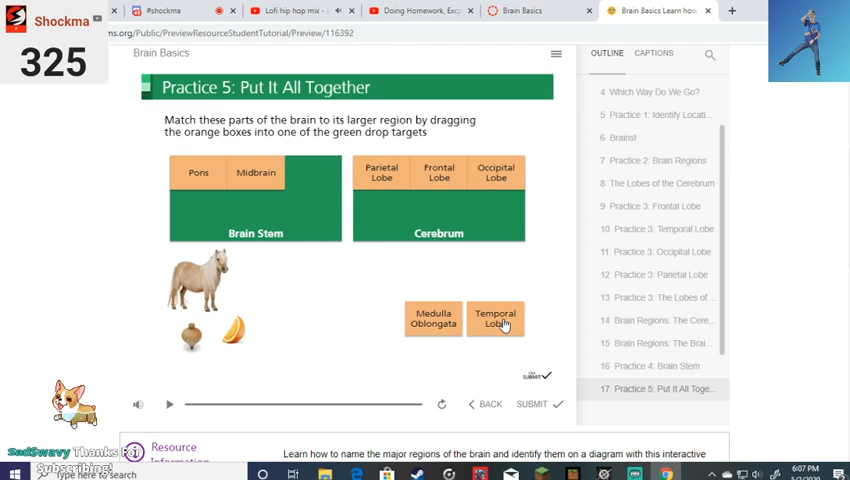 Shockma
325
#shockma
Lofi hip hop mix - B
Doing Homework, Exc
Brain Basics
Brain Basics Learn how
ms.org/Public/PreviewResourceStudentTutorial/Preview/116392
Brain Basics
OUTLINE
CAPTIONS
Practice 5: Put It All Together
Match these parts of the brain to its larger region by dragging
the orange boxes into one of the green drop targets
Pons
Midbrain
Parietal
Lobe
Frontal
Lobe
Occipital
Lobe
Brain Stem
Cerebrum
Medulla
Oblongata
Temporal
Lobe
SUBMIT
BACK
SUBMIT
4 Which Way Do We Go?
5 Practice 1: Identify Locati...
6 Brains!
7 Practice 2: Brain Regions
8 The Lobes of the Cerebrum
9 Practice 3: Frontal Lobe
10 Practice 3: Temporal Lobe
11 Practice 3: Occipital Lobe
12 Practice 3: Parietal Lobe
13 Practice 3: The Lobes of ...
14 Brain Regions: The Cere...
15 Brain Regions: The Brai...
16 Practice 4: Brain Stem
17 Practice 5: Put It All Toge...
SadSwavy Thanks For
Subscribing!
Resource
Information
Learn how to name the major regions of the brain and identify them on a diagram with this interactive
Type here to search
6:07 PM
5/2/2020